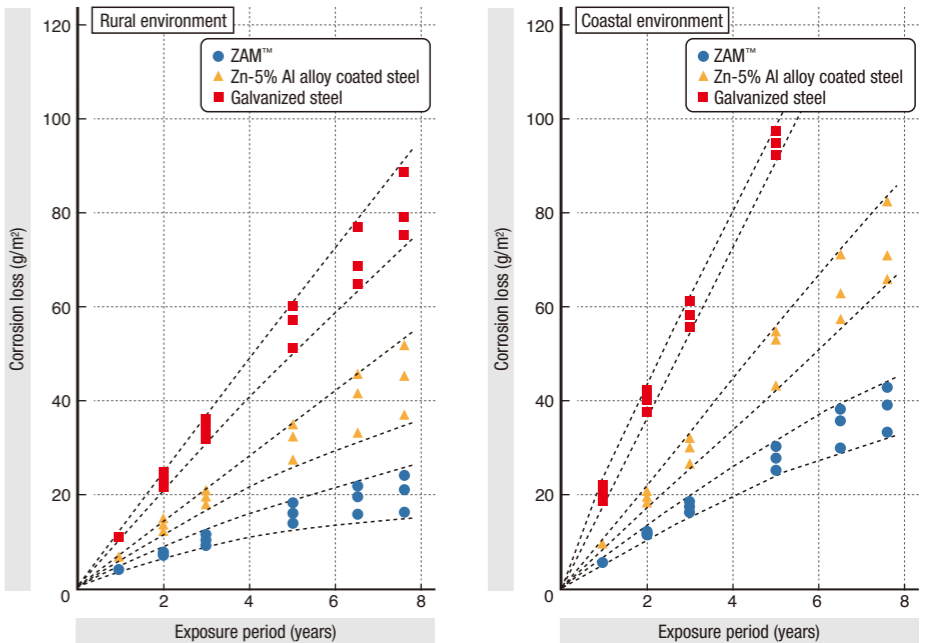 Rural environment
ZAM™
Zn-5% Al alloy coated steel
Galvanized steel
120
100
80
60
40
20
0
2
4
6
8
Corrosion loss (g/m²)
Exposure period (years)
Coastal environment
ZAM™
Zn-5% Al alloy coated steel
Galvanized steel
120
100
80
60
40
20
0
2
4
6
8
Corrosion loss (g/m²)
Exposure period (years)